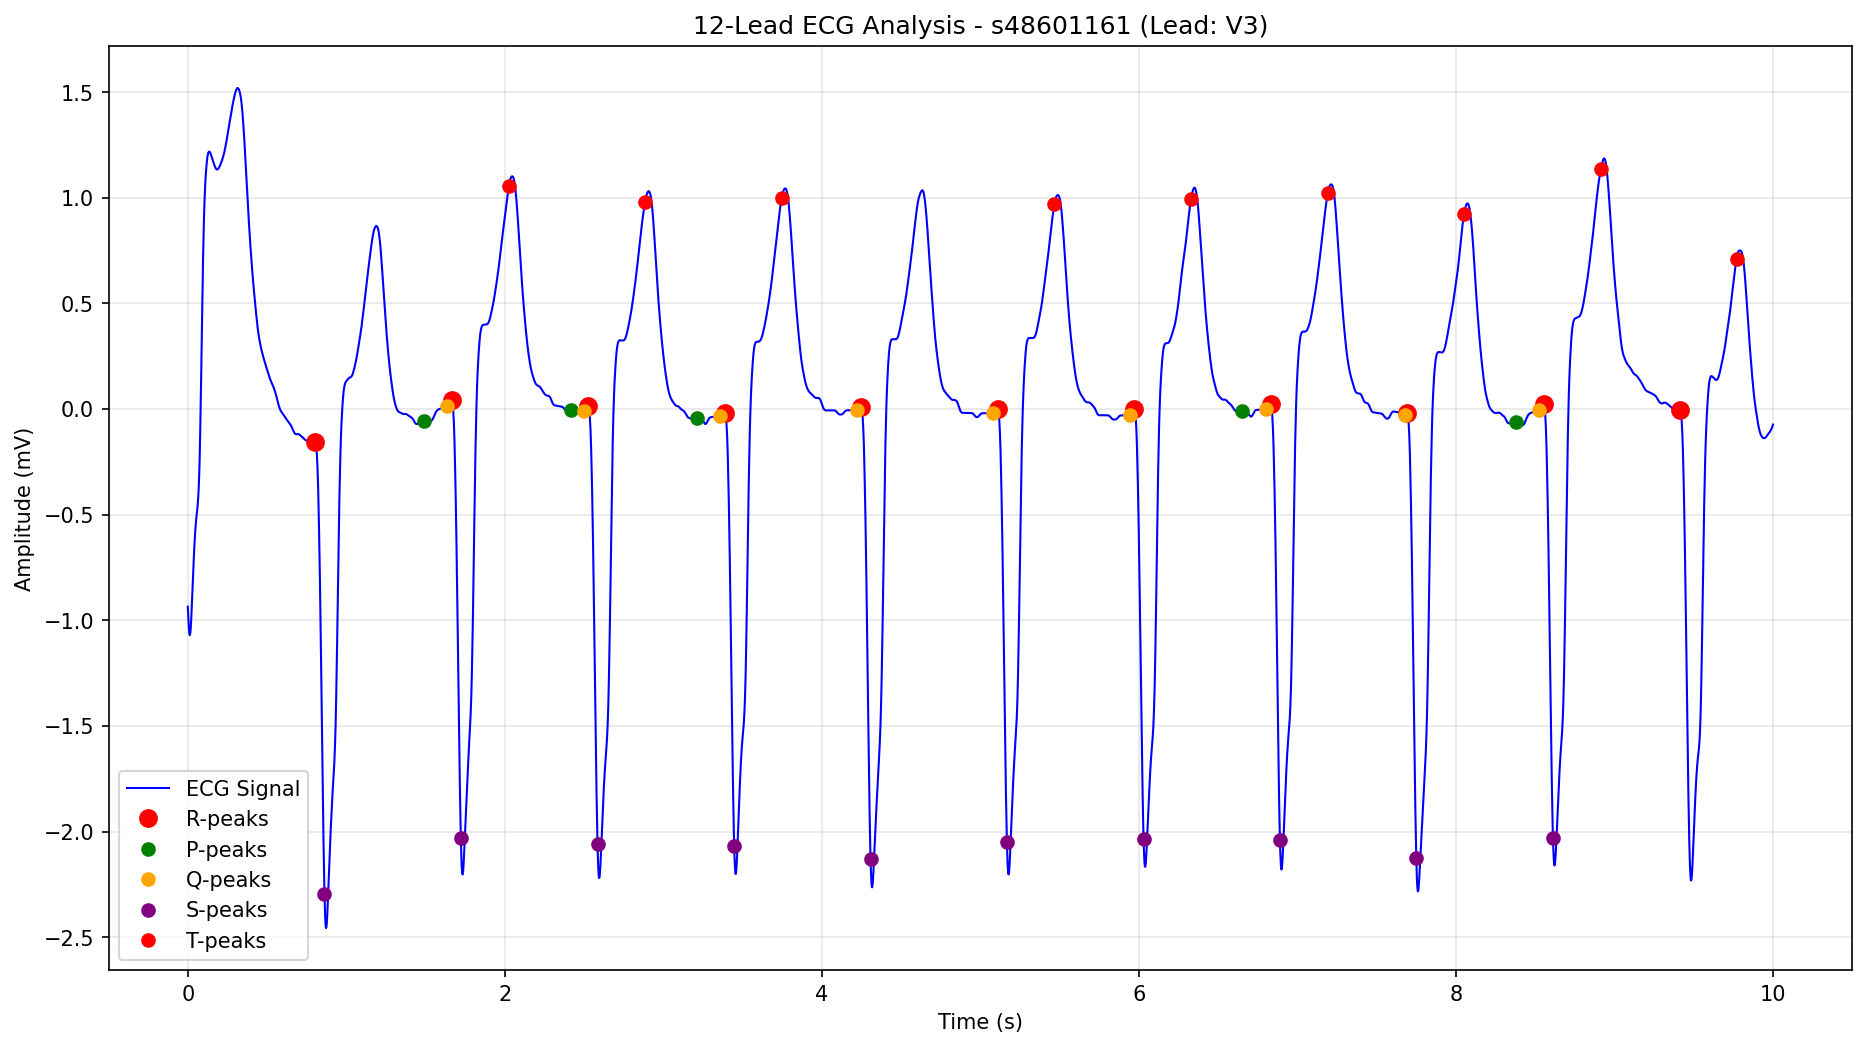 12-Lead ECG Analysis - s48601161 (Lead: V3)
1.5
1.0
0.5
0.0
−0.5
−1.0
−1.5
−2.0
−2.5
Amplitude (mV)
ECG Signal
R-peaks
P-peaks
Q-peaks
S-peaks
T-peaks
0 2 4 6 8 10
Time (s)